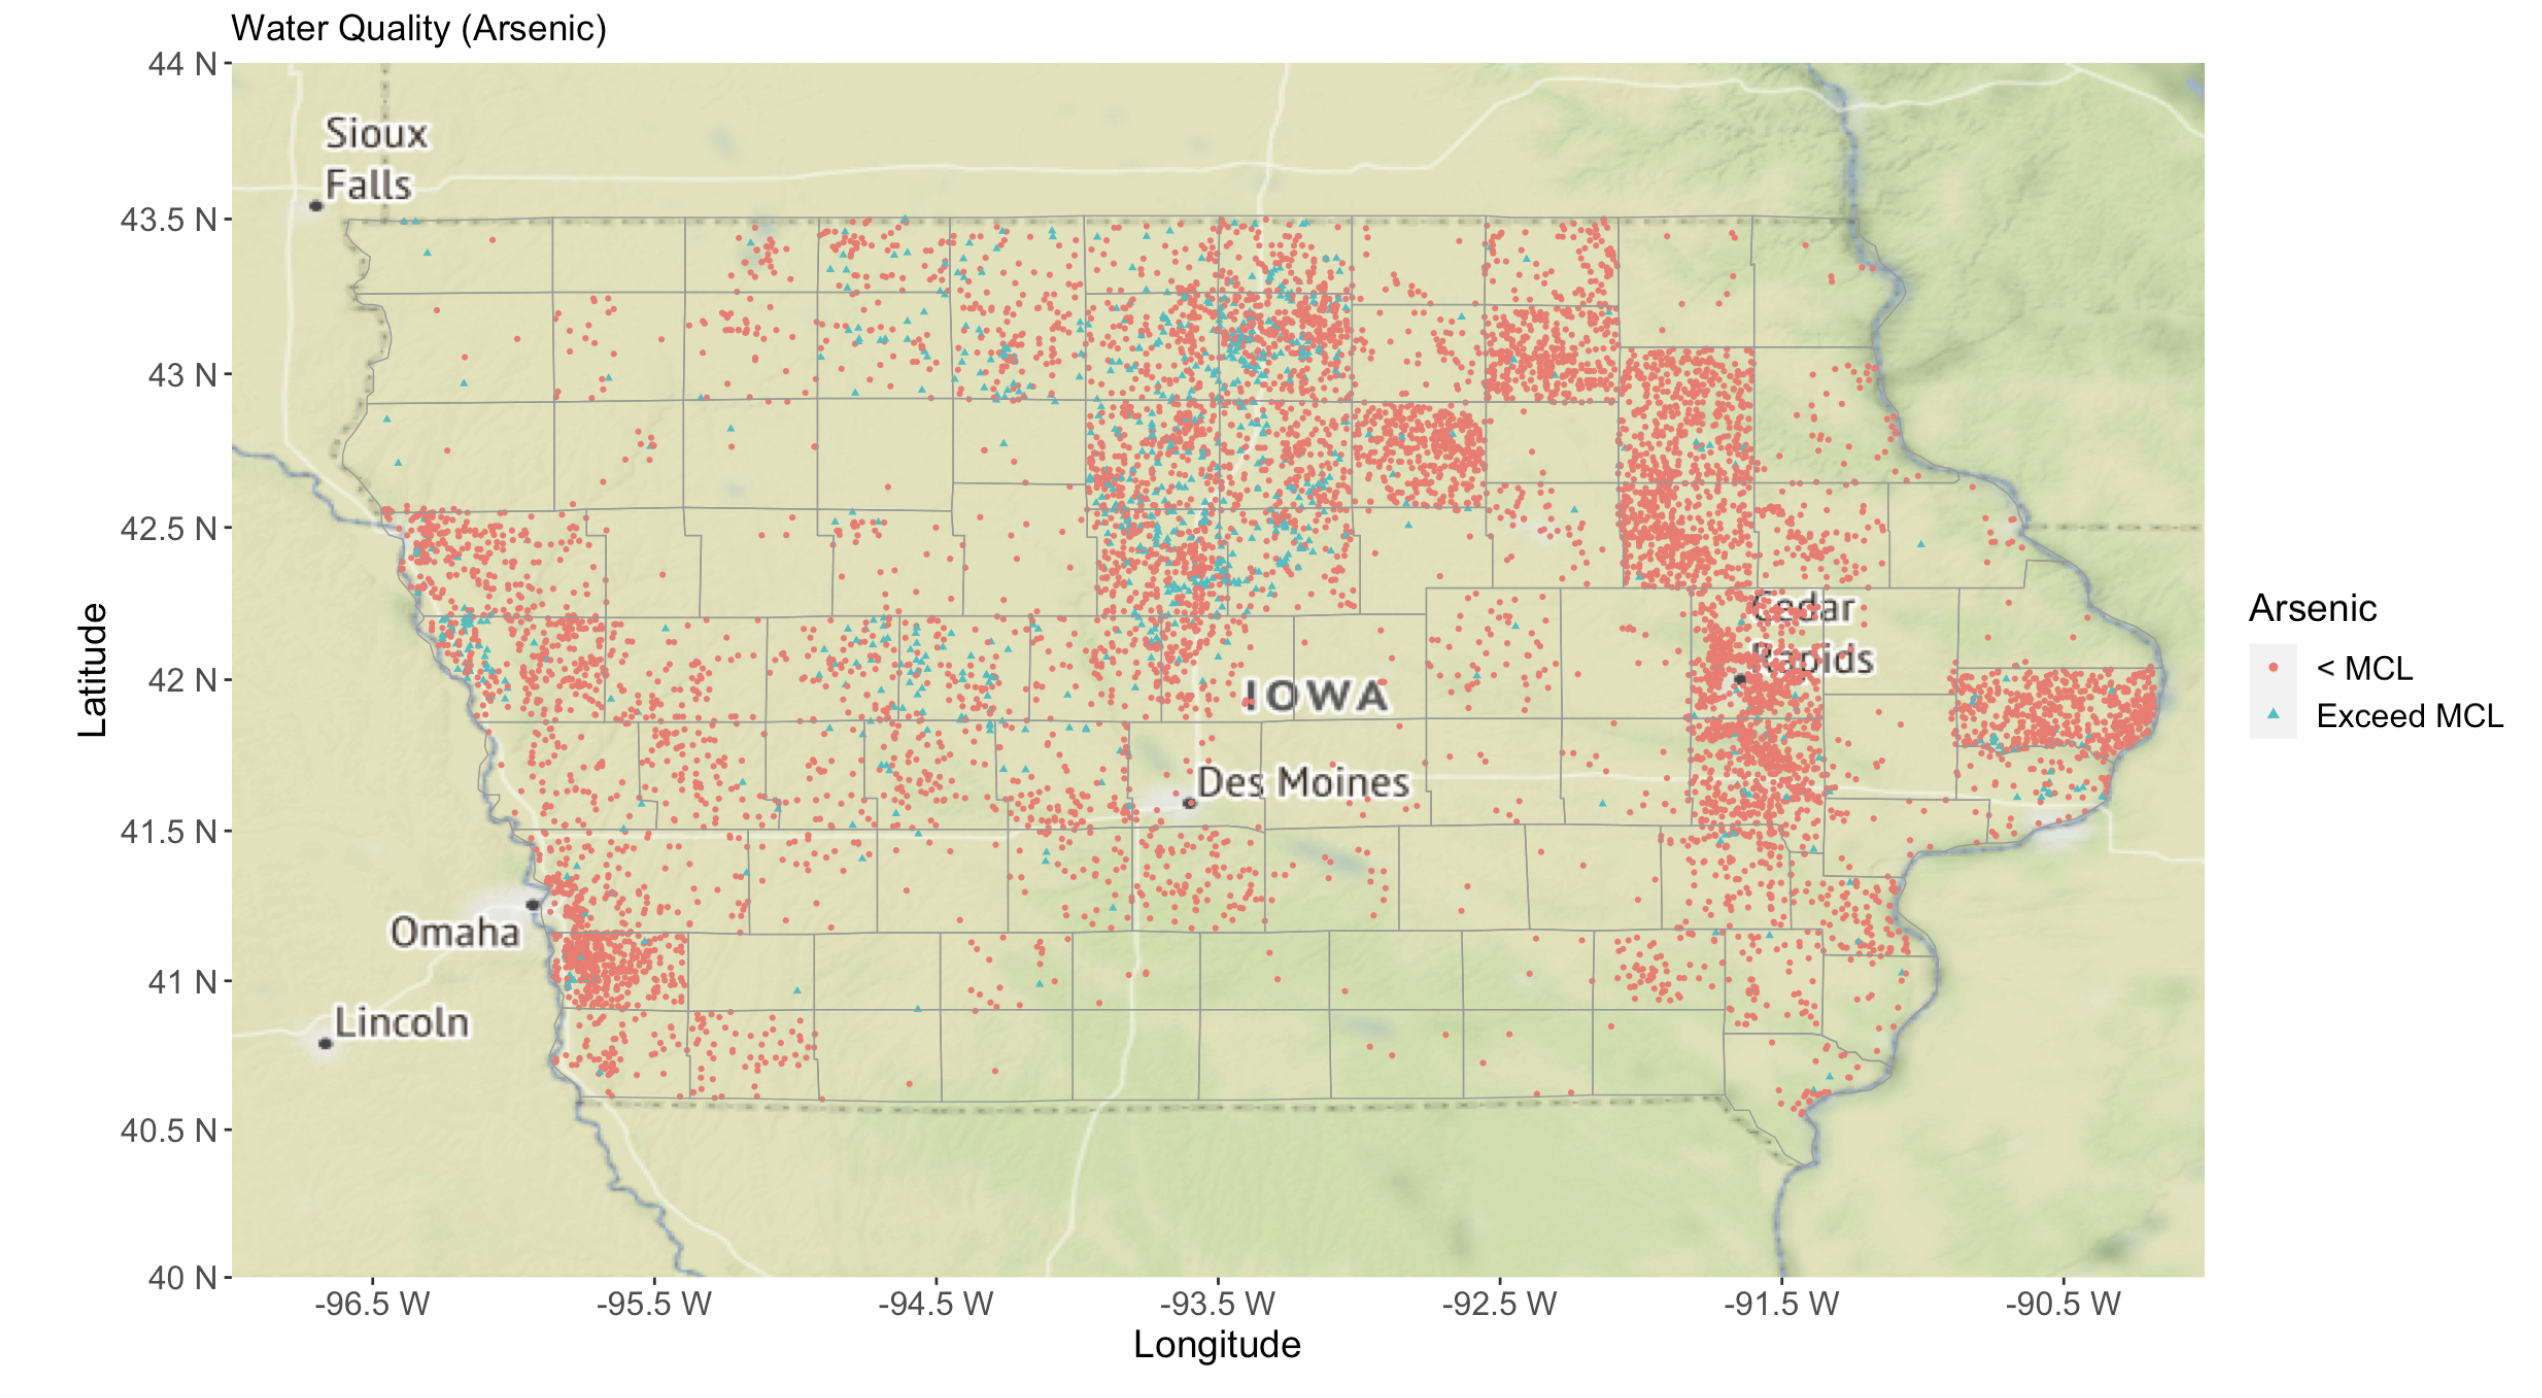 Water Quality (Arsenic)
44 N
43.5 N
43 N
42.5 N
42 N
41.5 N
41 N
40.5 N
40 N
Latitude
Sioux
Falls
Cedar
Rapids
IOWA
Des Moines
Omaha
Lincoln
-96.5 W
-95.5 W
-94.5 W
-93.5 W
-92.5 W
-91.5 W
-90.5 W
Longitude
Arsenic
< MCL
Exceed MCL